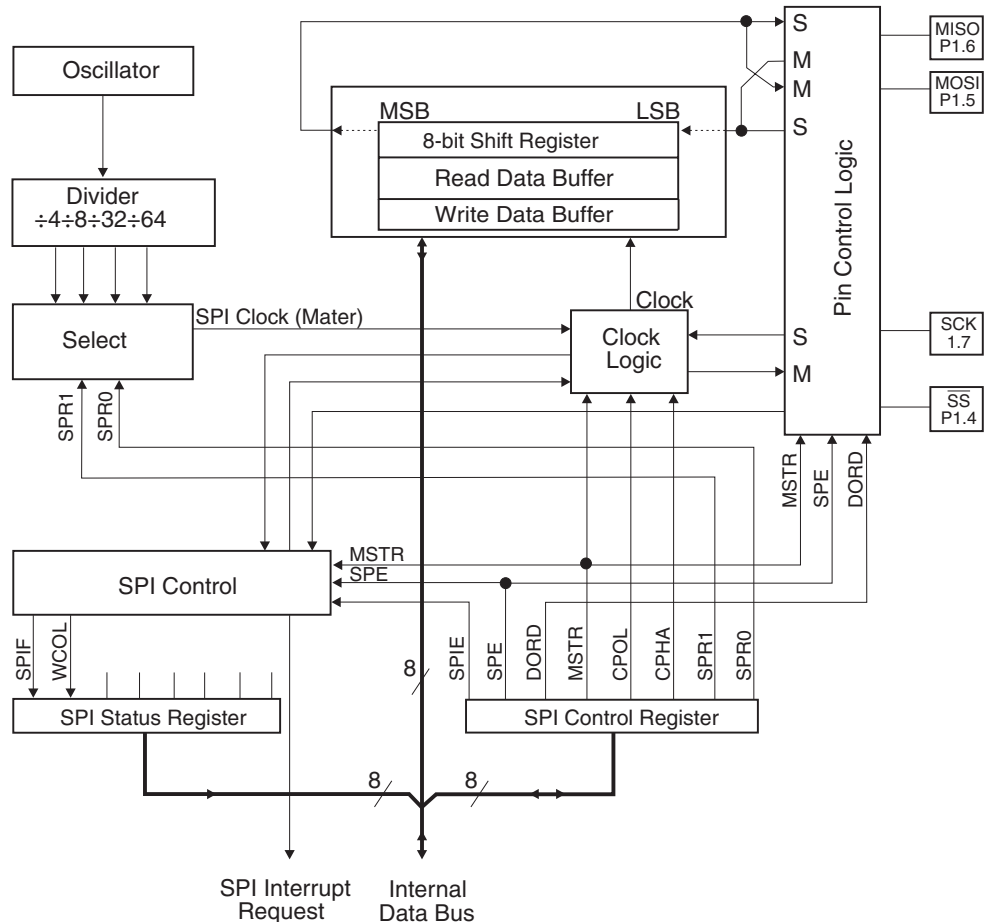 S
MISO
P1.6
M
M
MOSI
P1.5
S
Oscillator
MSB
LSB
8-bit Shift Register
Read Data Buffer
Write Data Buffer
Divider
÷4÷8÷32÷64
Pin Control Logic
SPI Clock (Mater)
Select
Clock
Clock
Logic
S
M
SCK
1.7
SS
P1.4
SPR1
SPR0
MSTR
SPE
DORD
SPI Control
MSTR
SPE
SPIF
WCOL
SPIE
SPE
DORD
MSTR
CPOL
CPHA
SPR1
SPR0
8
SPI Status Register
SPI Control Register
8
8
SPI Interrupt
Request
Internal
Data Bus